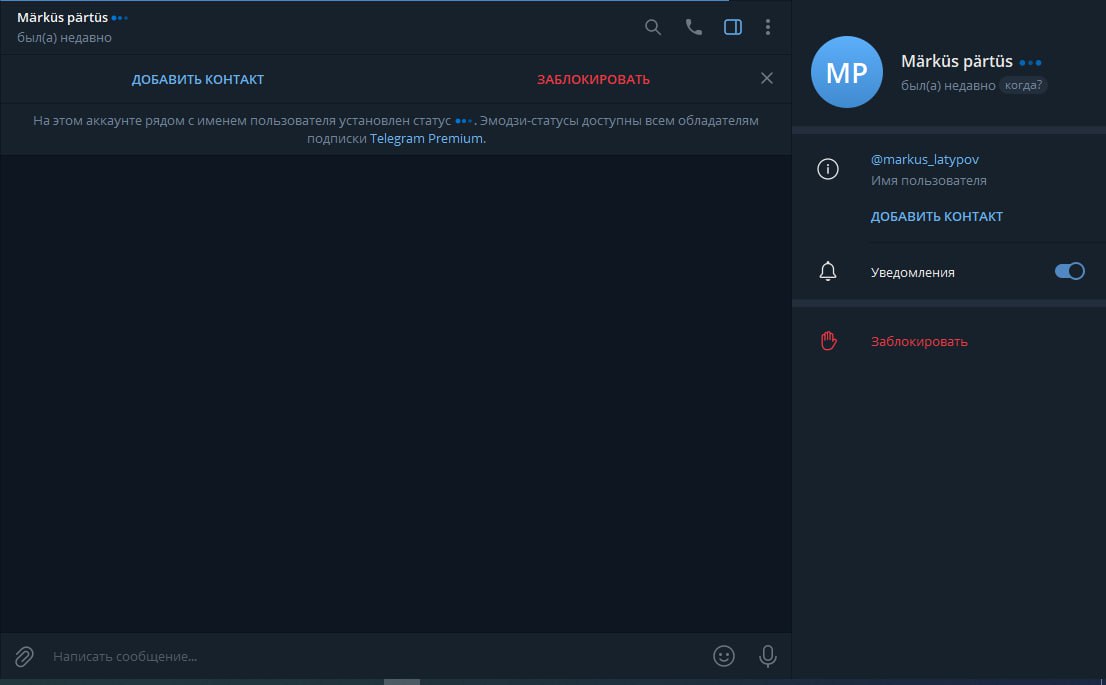 Märküs pärtüs
был(а) недавно
ДОБАВИТЬ КОНТАКТ
ЗАБЛОКИРОВАТЬ
На этом аккаунте рядом с именем пользователя установлен статус •••. Эмодзи-статусы доступны всем обладателям
подписки Telegram Premium.
Написать сообщение...
MP
Märküs pärtüs
был(а) недавно когда?
@markus_latypov
Имя пользователя
ДОБАВИТЬ КОНТАКТ
Уведомления
Заблокировать